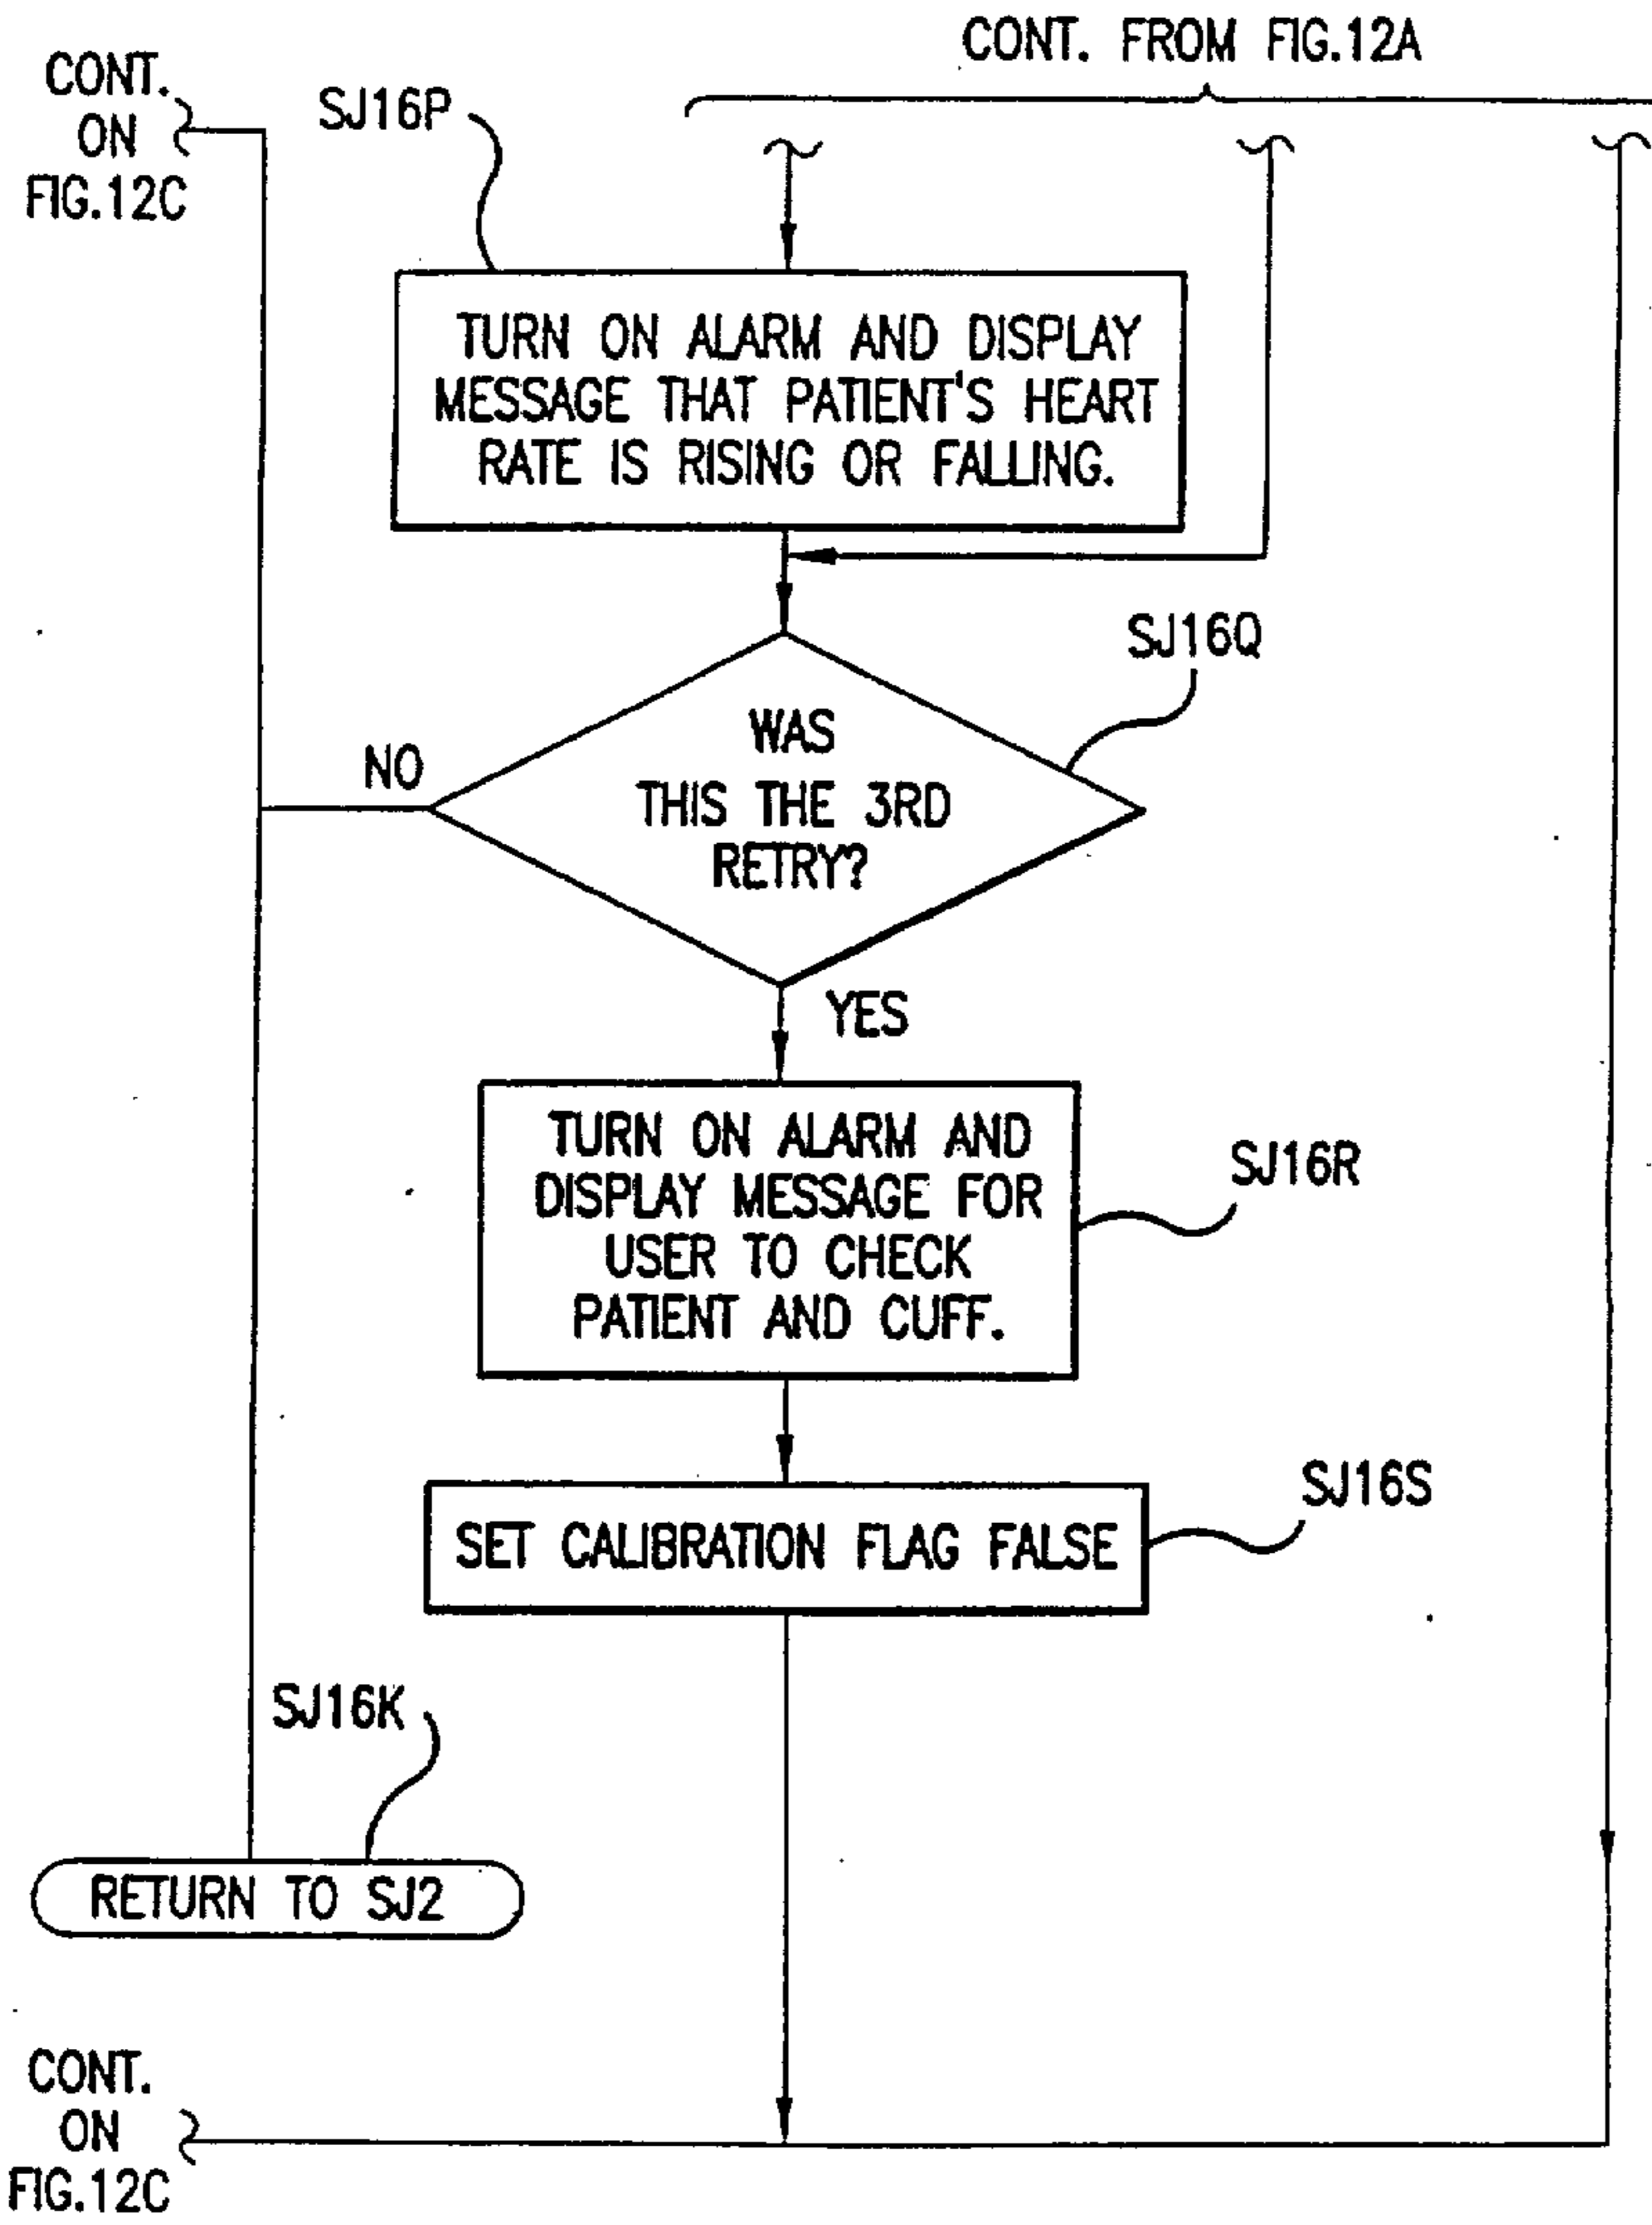 CONT. FROM FIG.12A
CONT.
ON
FIG.12C
SJ16P
TURN ON ALARM AND DISPLAY
MESSAGE THAT PATIENT'S HEART
RATE IS RISING OR FALLING.
SJ16Q
WAS
THIS THE 3RD
RETRY?
NO
YES
TURN ON ALARM AND
DISPLAY MESSAGE FOR
USER TO CHECK
PATIENT AND CUFF.
SJ16R
SET CALIBRATION FLAG FALSE
SJ16S
SJ16K
RETURN TO SJ2
CONT.
ON
FIG.12C